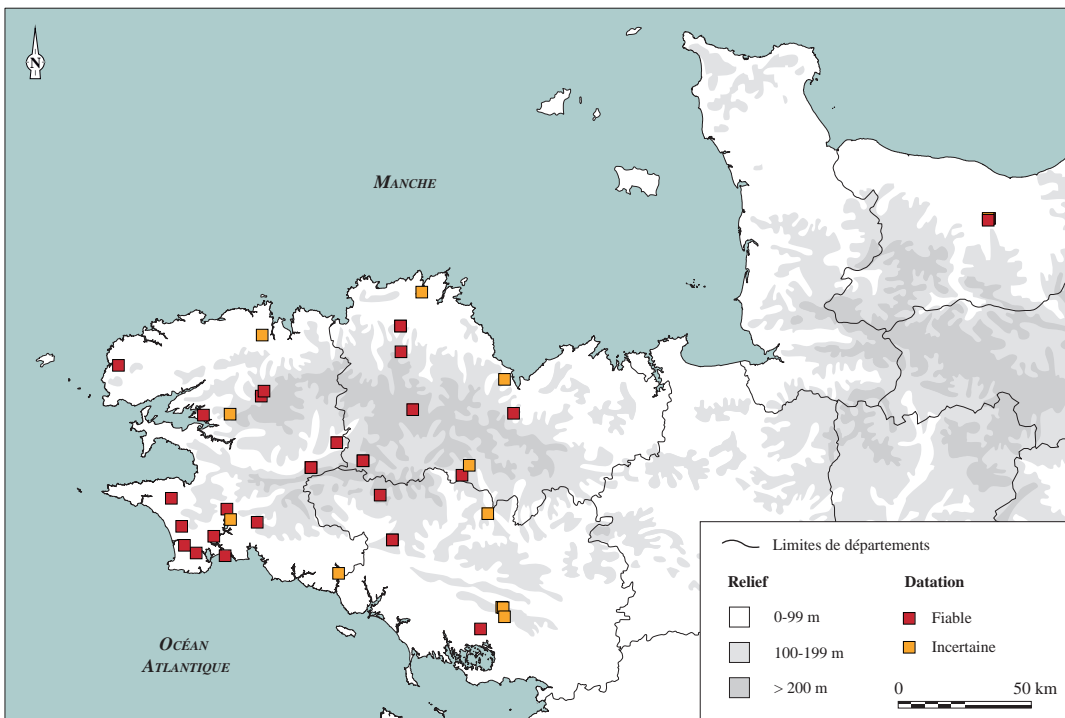 N
MANCHE
OCÉAN
ATLANTIQUE
Limites de départements
Relief
0-99 m
100-199 m
> 200 m
Datation
Fiable
Incertaine
0 50 km